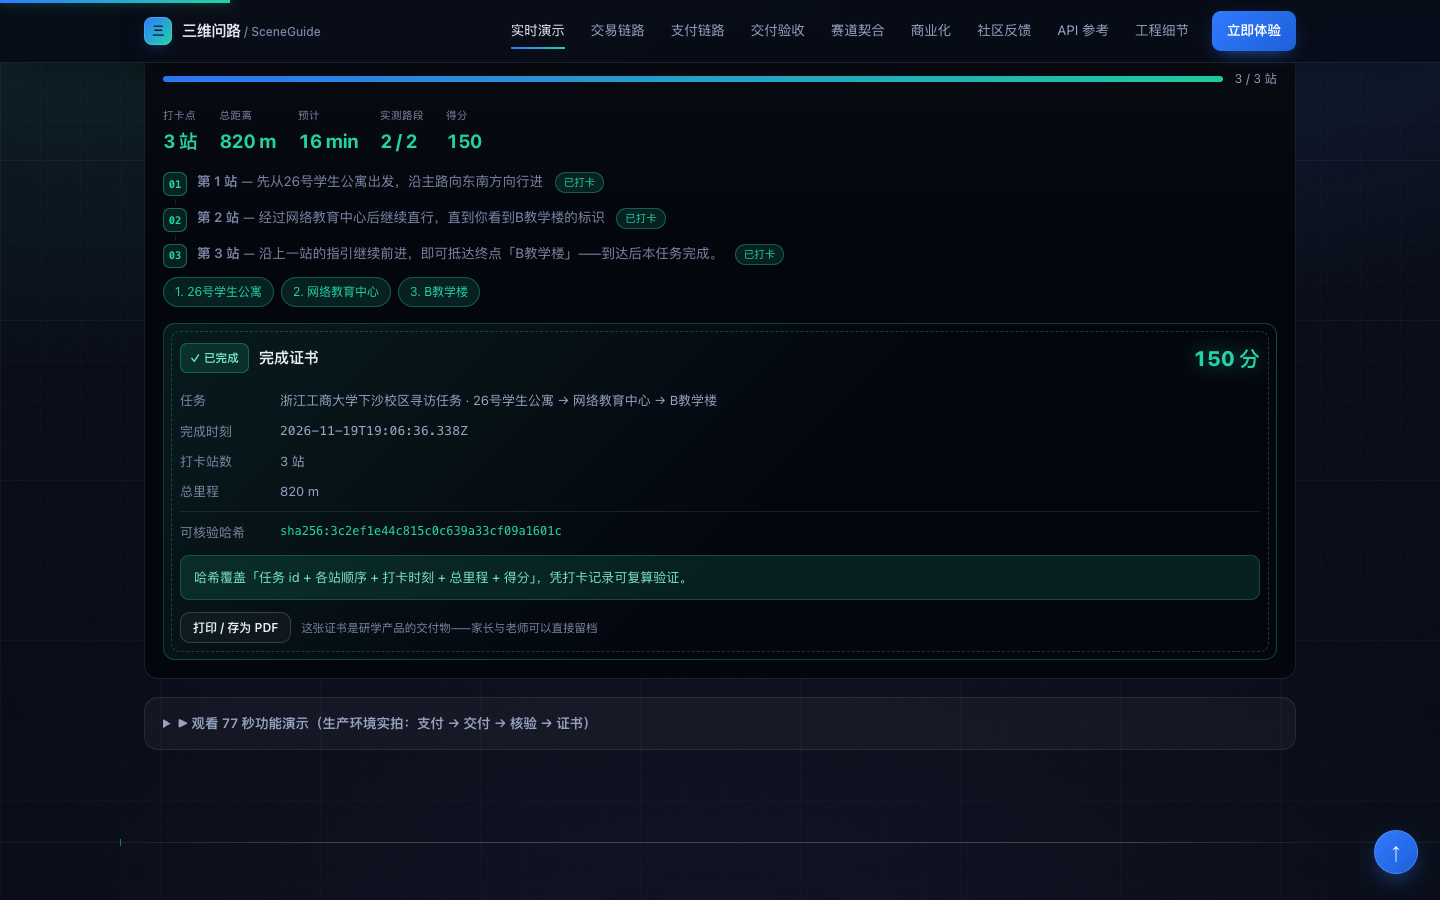 三 三维问路 / SceneGuide 实时演示 交易链路 支付链路 交付验收 赛道契合 商业化 社区反馈 API 参考 工程细节 立即体验
3 / 3 站
打卡点 总距离 预计 实测路段 得分
3 站 820 m 16 min 2 / 2 150
01 第 1 站 — 先从26号学生公寓出发，沿主路向东南方向行进 已打卡
02 第 2 站 — 经过网络教育中心后继续直行，直到你看到B教学楼的标识 已打卡
03 第 3 站 — 沿上一站的指引继续前进，即可抵达终点「B教学楼」——到达后本任务完成。 已打卡
1. 26号学生公寓 2. 网络教育中心 3. B教学楼
✓ 已完成 完成证书 150 分
任务 浙江工商大学下沙校区寻访任务 · 26号学生公寓 → 网络教育中心 → B教学楼
完成时刻 2026-11-19T19:06:36.338Z
打卡站数 3 站
总里程 820 m
可核验哈希 sha256:3c2ef1e44c815c0c639a33cf09a1601c
哈希覆盖「任务 id + 各站顺序 + 打卡时刻 + 总里程 + 得分」，凭打卡记录可复算验证。
打印 / 存为 PDF 这张证书是研学产品的交付物——家长与老师可以直接留档
▶ ▶ 观看 77 秒功能演示（生产环境实拍：支付 → 交付 → 核验 → 证书）
↑